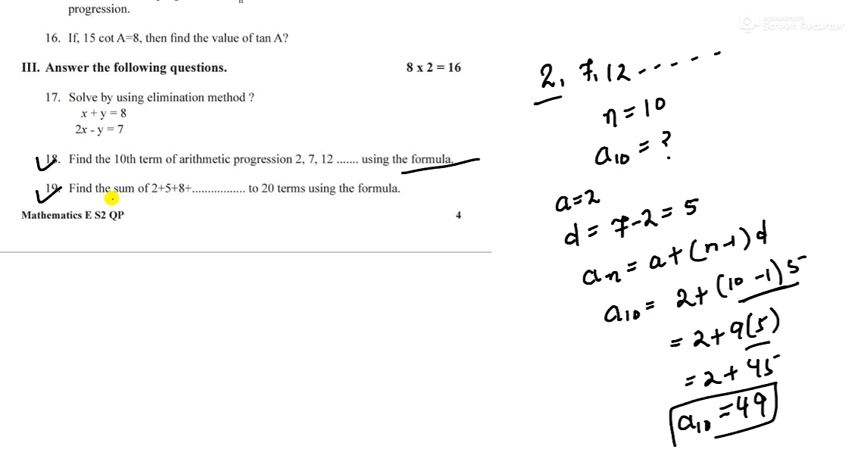 progression.
16. If, 15 cot A=8, then find the value of tan A?
III. Answer the following questions. 8 x 2 = 16
17. Solve by using elimination method ?
x + y = 8
2x - y = 7
18. Find the 10th term of arithmetic progression 2, 7, 12 ....... using the formula.
19. Find the sum of 2+5+8+.................. to 20 terms using the formula.
Mathematics E S2 QP 4
Screen Recorder
2, 7, 12 - - - - - -
n = 10
a10 = ?
a=2
d = 7-2 = 5
an = a+(n-1)d
a10 = 2+(10-1)5
= 2+9(5)
= 2+45
a10 = 49